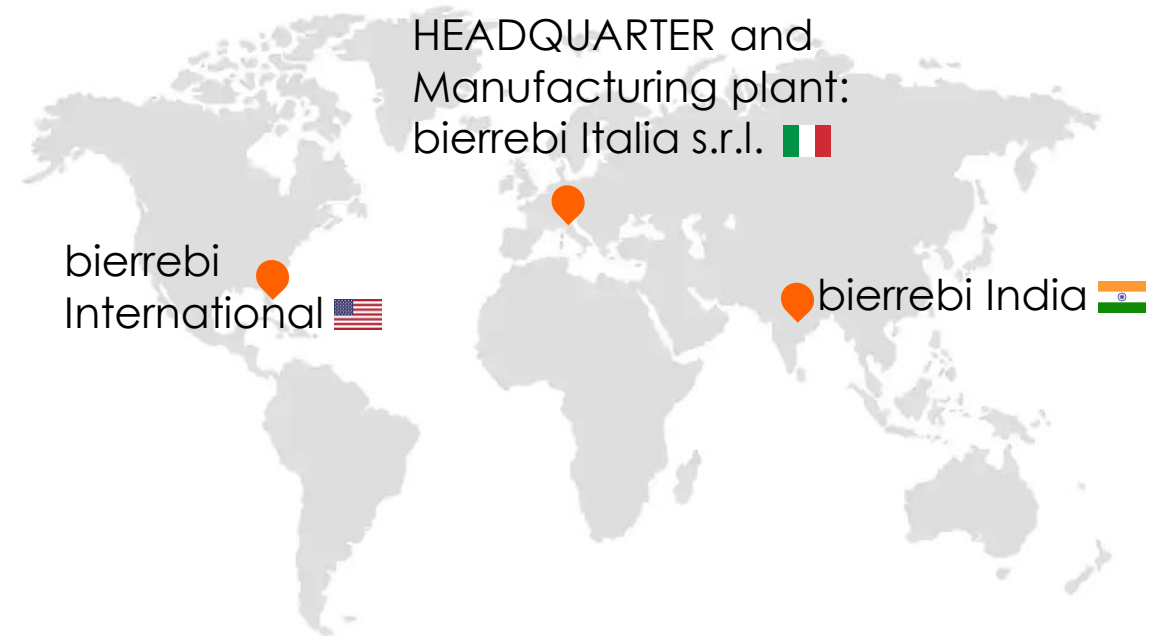 HEADQUARTER and
Manufacturing plant:
bierrebi Italia s.r.l.
bierrebi
International
bierrebi India